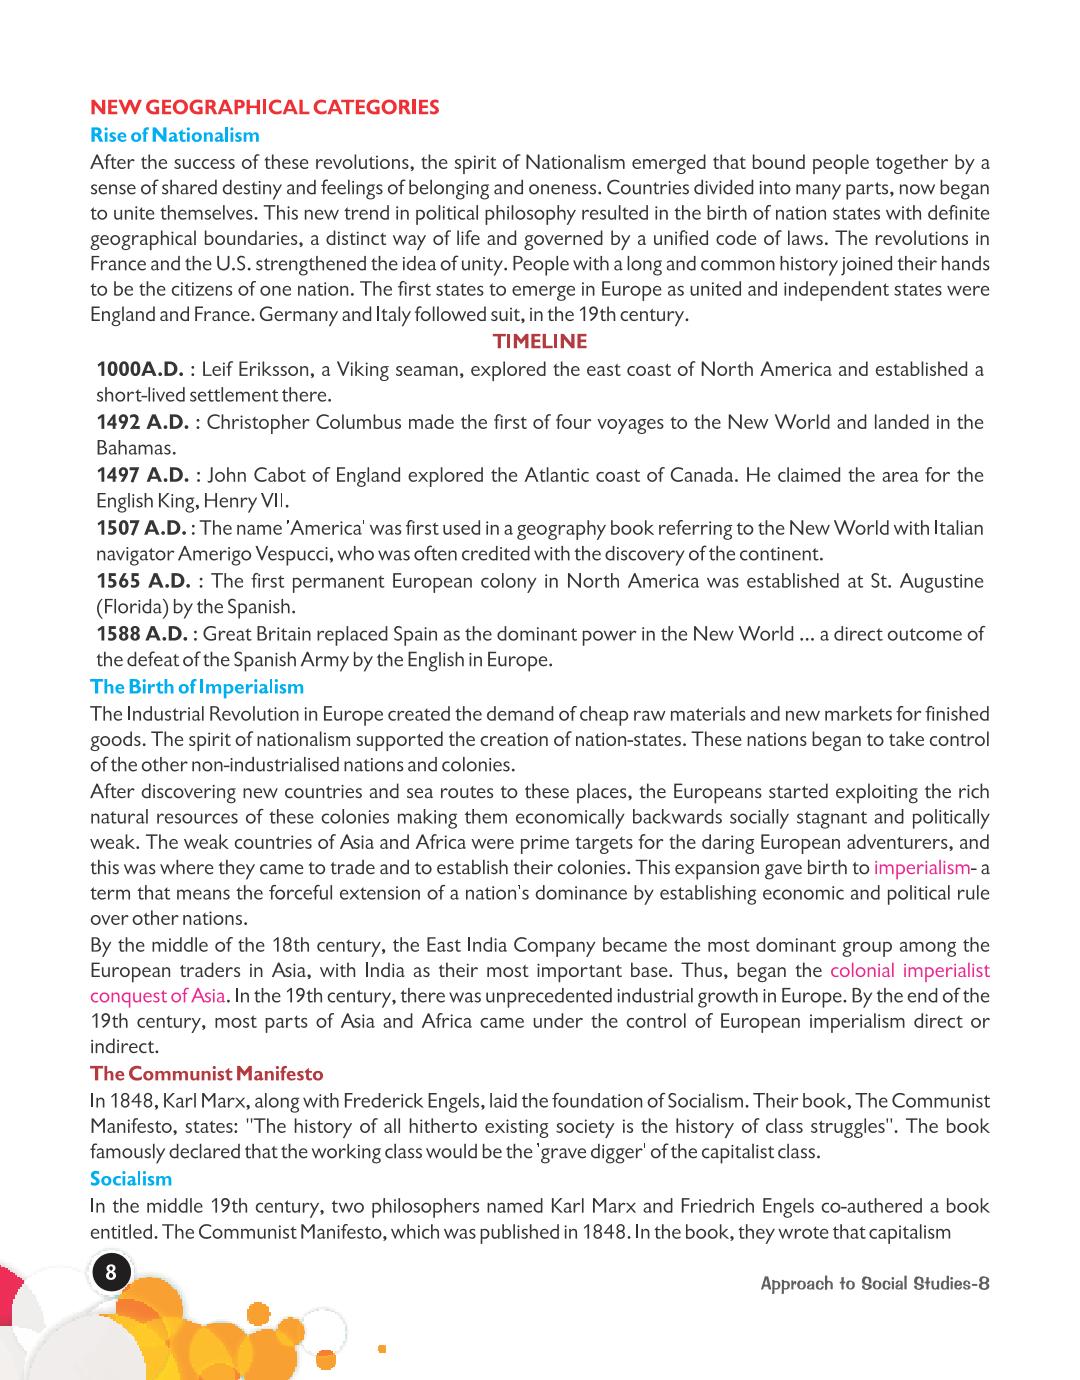 NEW GEOGRAPHICAL CATEGORIES
Rise of Nationalism
After the success of these revolutions, the spirit of Nationalism emerged that bound people together by a
sense of shared destiny and feelings of belonging and oneness. Countries divided into many parts, now began
to unite themselves. This new trend in political philosophy resulted in the birth of nation states with definite
geographical boundaries, a distinct way of life and governed by a unified code of laws. The revolutions in
France and the U.S. strengthened the idea of unity. People with a long and common history joined their hands
to be the citizens of one nation. The first states to emerge in Europe as united and independent states were
England and France. Germany and Italy followed suit, in the 19th century.
TIMELINE
1000A.D. : Leif Eriksson, a Viking seaman, explored the east coast of North America and established a
short-lived settlement there.
1492 A.D. : Christopher Columbus made the first of four voyages to the New World and landed in the
Bahamas.
1497 A.D. : John Cabot of England explored the Atlantic coast of Canada. He claimed the area for the
English King, Henry VII.
1507 A.D. : The name 'America' was first used in a geography book referring to the New World with Italian
navigator Amerigo Vespucci, who was often credited with the discovery of the continent.
1565 A.D. : The first permanent European colony in North America was established at St. Augustine
(Florida) by the Spanish.
1588 A.D. : Great Britain replaced Spain as the dominant power in the New World ... a direct outcome of
the defeat of the Spanish Army by the English in Europe.
The Birth of Imperialism
The Industrial Revolution in Europe created the demand of cheap raw materials and new markets for finished
goods. The spirit of nationalism supported the creation of nation-states. These nations began to take control
of the other non-industrialised nations and colonies.
After discovering new countries and sea routes to these places, the Europeans started exploiting the rich
natural resources of these colonies making them economically backwards socially stagnant and politically
weak. The weak countries of Asia and Africa were prime targets for the daring European adventurers, and
this was where they came to trade and to establish their colonies. This expansion gave birth to imperialism- a
term that means the forceful extension of a nation's dominance by establishing economic and political rule
over other nations.
By the middle of the 18th century, the East India Company became the most dominant group among the
European traders in Asia, with India as their most important base. Thus, began the colonial imperialist
conquest of Asia. In the 19th century, there was unprecedented industrial growth in Europe. By the end of the
19th century, most parts of Asia and Africa came under the control of European imperialism direct or
indirect.
The Communist Manifesto
In 1848, Karl Marx, along with Frederick Engels, laid the foundation of Socialism. Their book, The Communist
Manifesto, states: "The history of all hitherto existing society is the history of class struggles". The book
famously declared that the working class would be the 'grave digger' of the capitalist class.
Socialism
In the middle 19th century, two philosophers named Karl Marx and Friedrich Engels co-authered a book
entitled. The Communist Manifesto, which was published in 1848. In the book, they wrote that capitalism
8
Approach to Social Studies-8